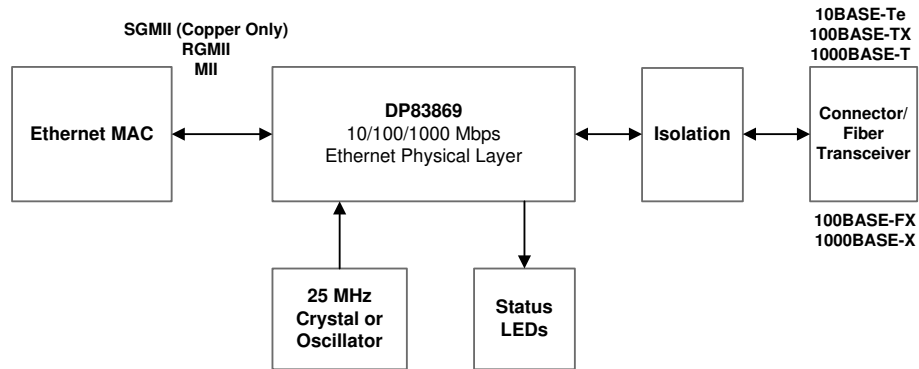 SGMII (Copper Only)
RGMII
MII
10BASE-Te
100BASE-TX
1000BASE-T
Ethernet MAC
DP83869
10/100/1000 Mbps
Ethernet Physical Layer
Isolation
Connector/
Fiber
Transceiver
100BASE-FX
1000BASE-X
25 MHz
Crystal or
Oscillator
Status
LEDs